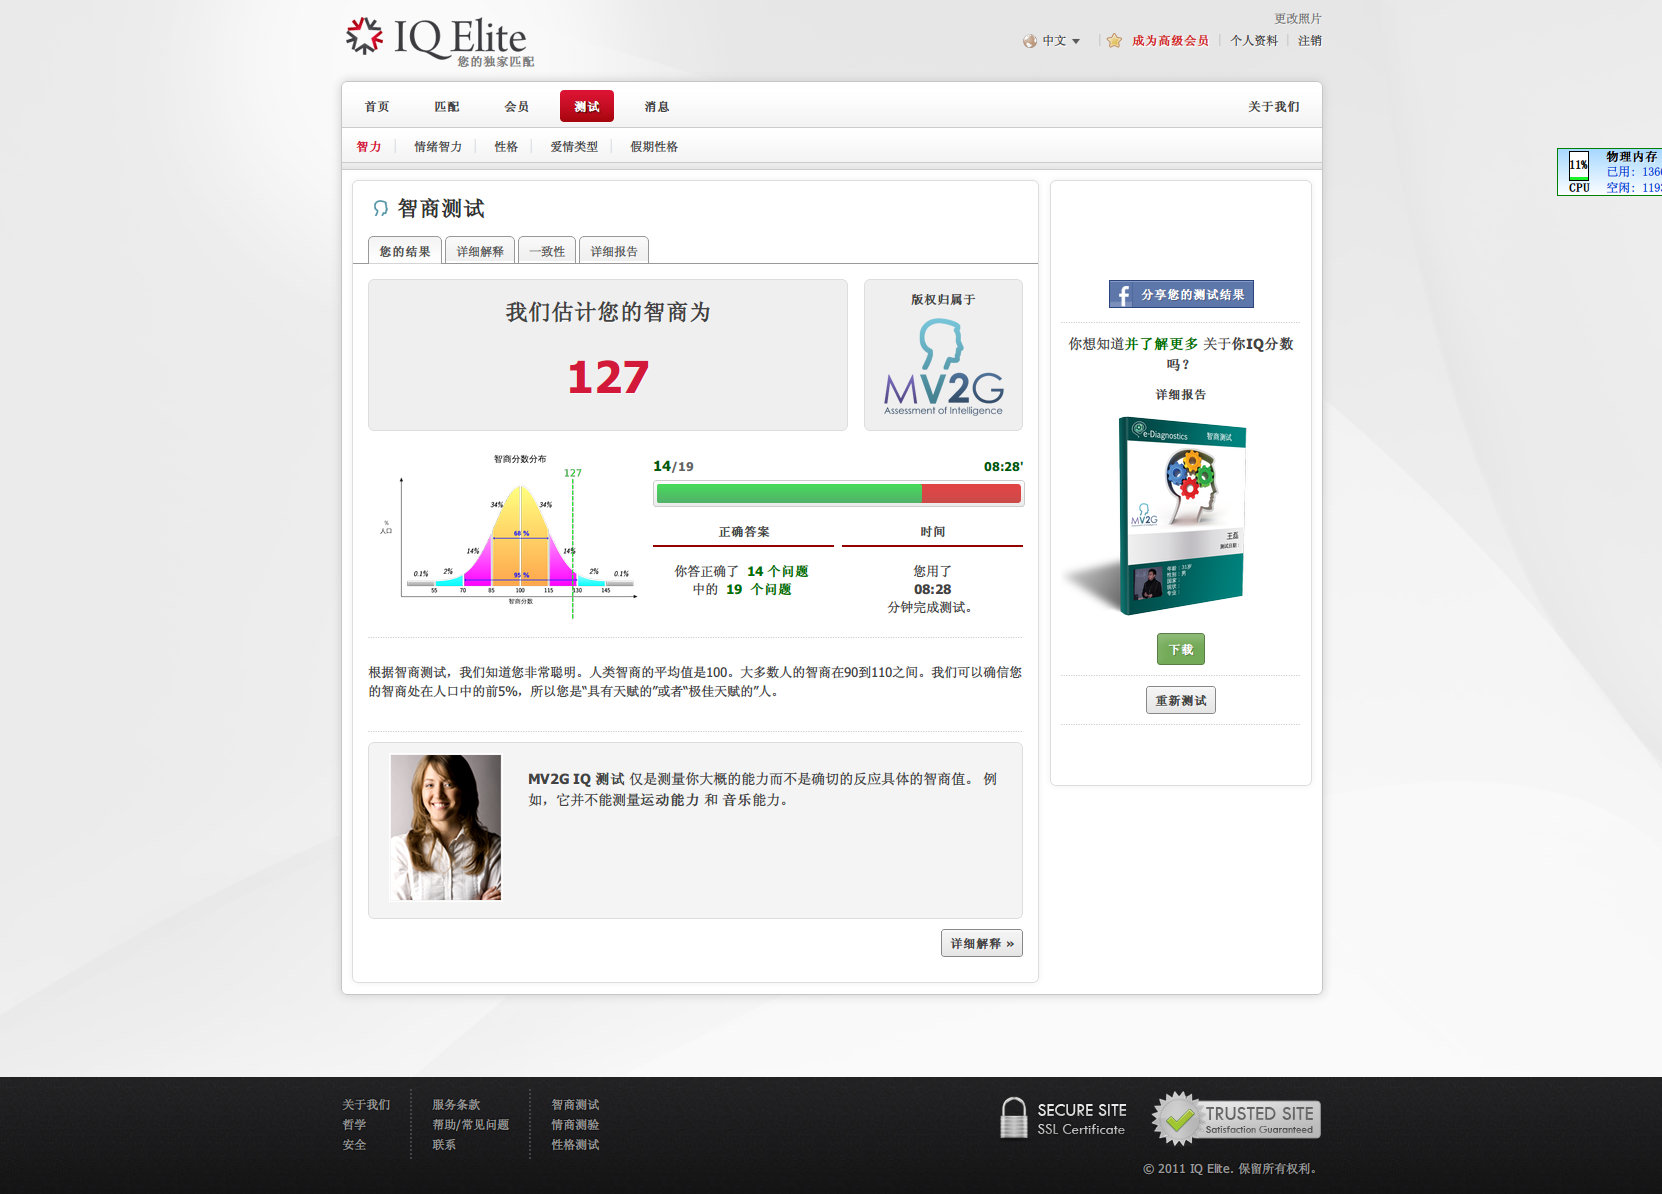 更改照片
IQ Elite
您的独家匹配
中文
成为高级会员
个人资料
注销
首页 匹配 会员 测试 消息 关于我们
智力 情绪智力 性格 爱情类型 假期性格
11%
CPU
物理内存
已用: 136
空闲: 119
智商测试
您的结果 详细解释 一致性 详细报告
我们估计您的智商为
127
版权归属于
MV2G
Assessment of Intelligence
智商分数分布
127
%
人口
34% 34%
68 %
14% 14%
95 %
0.1% 2% 2% 0.1%
55 70 85 100 115 130 145
智商分数
14/19 08:28'
正确答案
你答正确了 14 个问题
中的 19 个问题
时间
您用了
08:28
分钟完成测试。
根据智商测试，我们知道您非常聪明。人类智商的平均值是100。大多数人的智商在90到110之间。我们可以确信您
的智商处在人口中的前5%，所以您是“具有天赋的”或者“极佳天赋的”人。
MV2G IQ 测试 仅是测量你大概的能力而不是确切的反应具体的智商值。 例
如，它并不能测量运动能力 和 音乐能力。
详细解释 »
分享您的测试结果
你想知道并了解更多 关于你IQ分数
吗？
详细报告
e-Diagnostics 智商测试
MV2G
王磊
测试日期：
年龄：31岁
性别：男
国家：
专业：
下载
重新测试
关于我们
哲学
安全
服务条款
帮助/常见问题
联系
智商测试
情商测验
性格测试
SECURE SITE
SSL Certificate
TRUSTED SITE
Satisfaction Guaranteed
© 2011 IQ Elite. 保留所有权利。